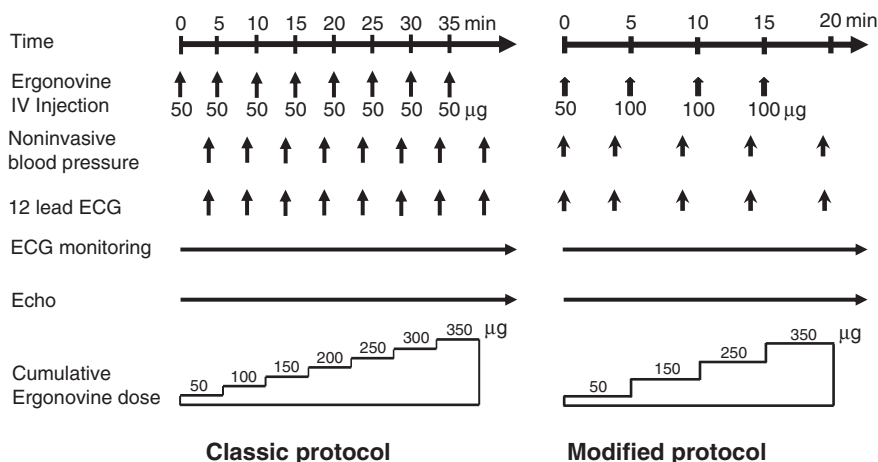 Time 0 5 10 15 20 25 30 35 min 0 5 10 15 20 min
Ergonovine
IV Injection
50 50 50 50 50 50 50 50 µg 50 100 100 100 µg
Noninvasive
blood pressure
12 lead ECG
ECG monitoring
Echo
Cumulative
Ergonovine dose
50 100 150 200 250 300 350 µg 50 150 250 350 µg
Classic protocol Modified protocol